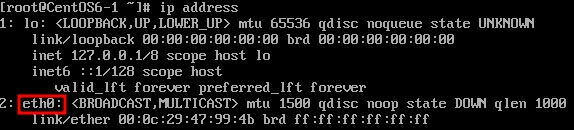 [root@CentOS6-1 ~]# ip address
1: lo: <LOOPBACK,UP,LOWER_UP> mtu 65536 qdisc noqueue state UNKNOWN
    link/loopback 00:00:00:00:00:00 brd 00:00:00:00:00:00
    inet 127.0.0.1/8 scope host lo
    inet6 ::1/128 scope host
       valid_lft forever preferred_lft forever
2: eth0: <BROADCAST,MULTICAST> mtu 1500 qdisc noop state DOWN qlen 1000
    link/ether 00:0c:29:47:99:4b brd ff:ff:ff:ff:ff:ff